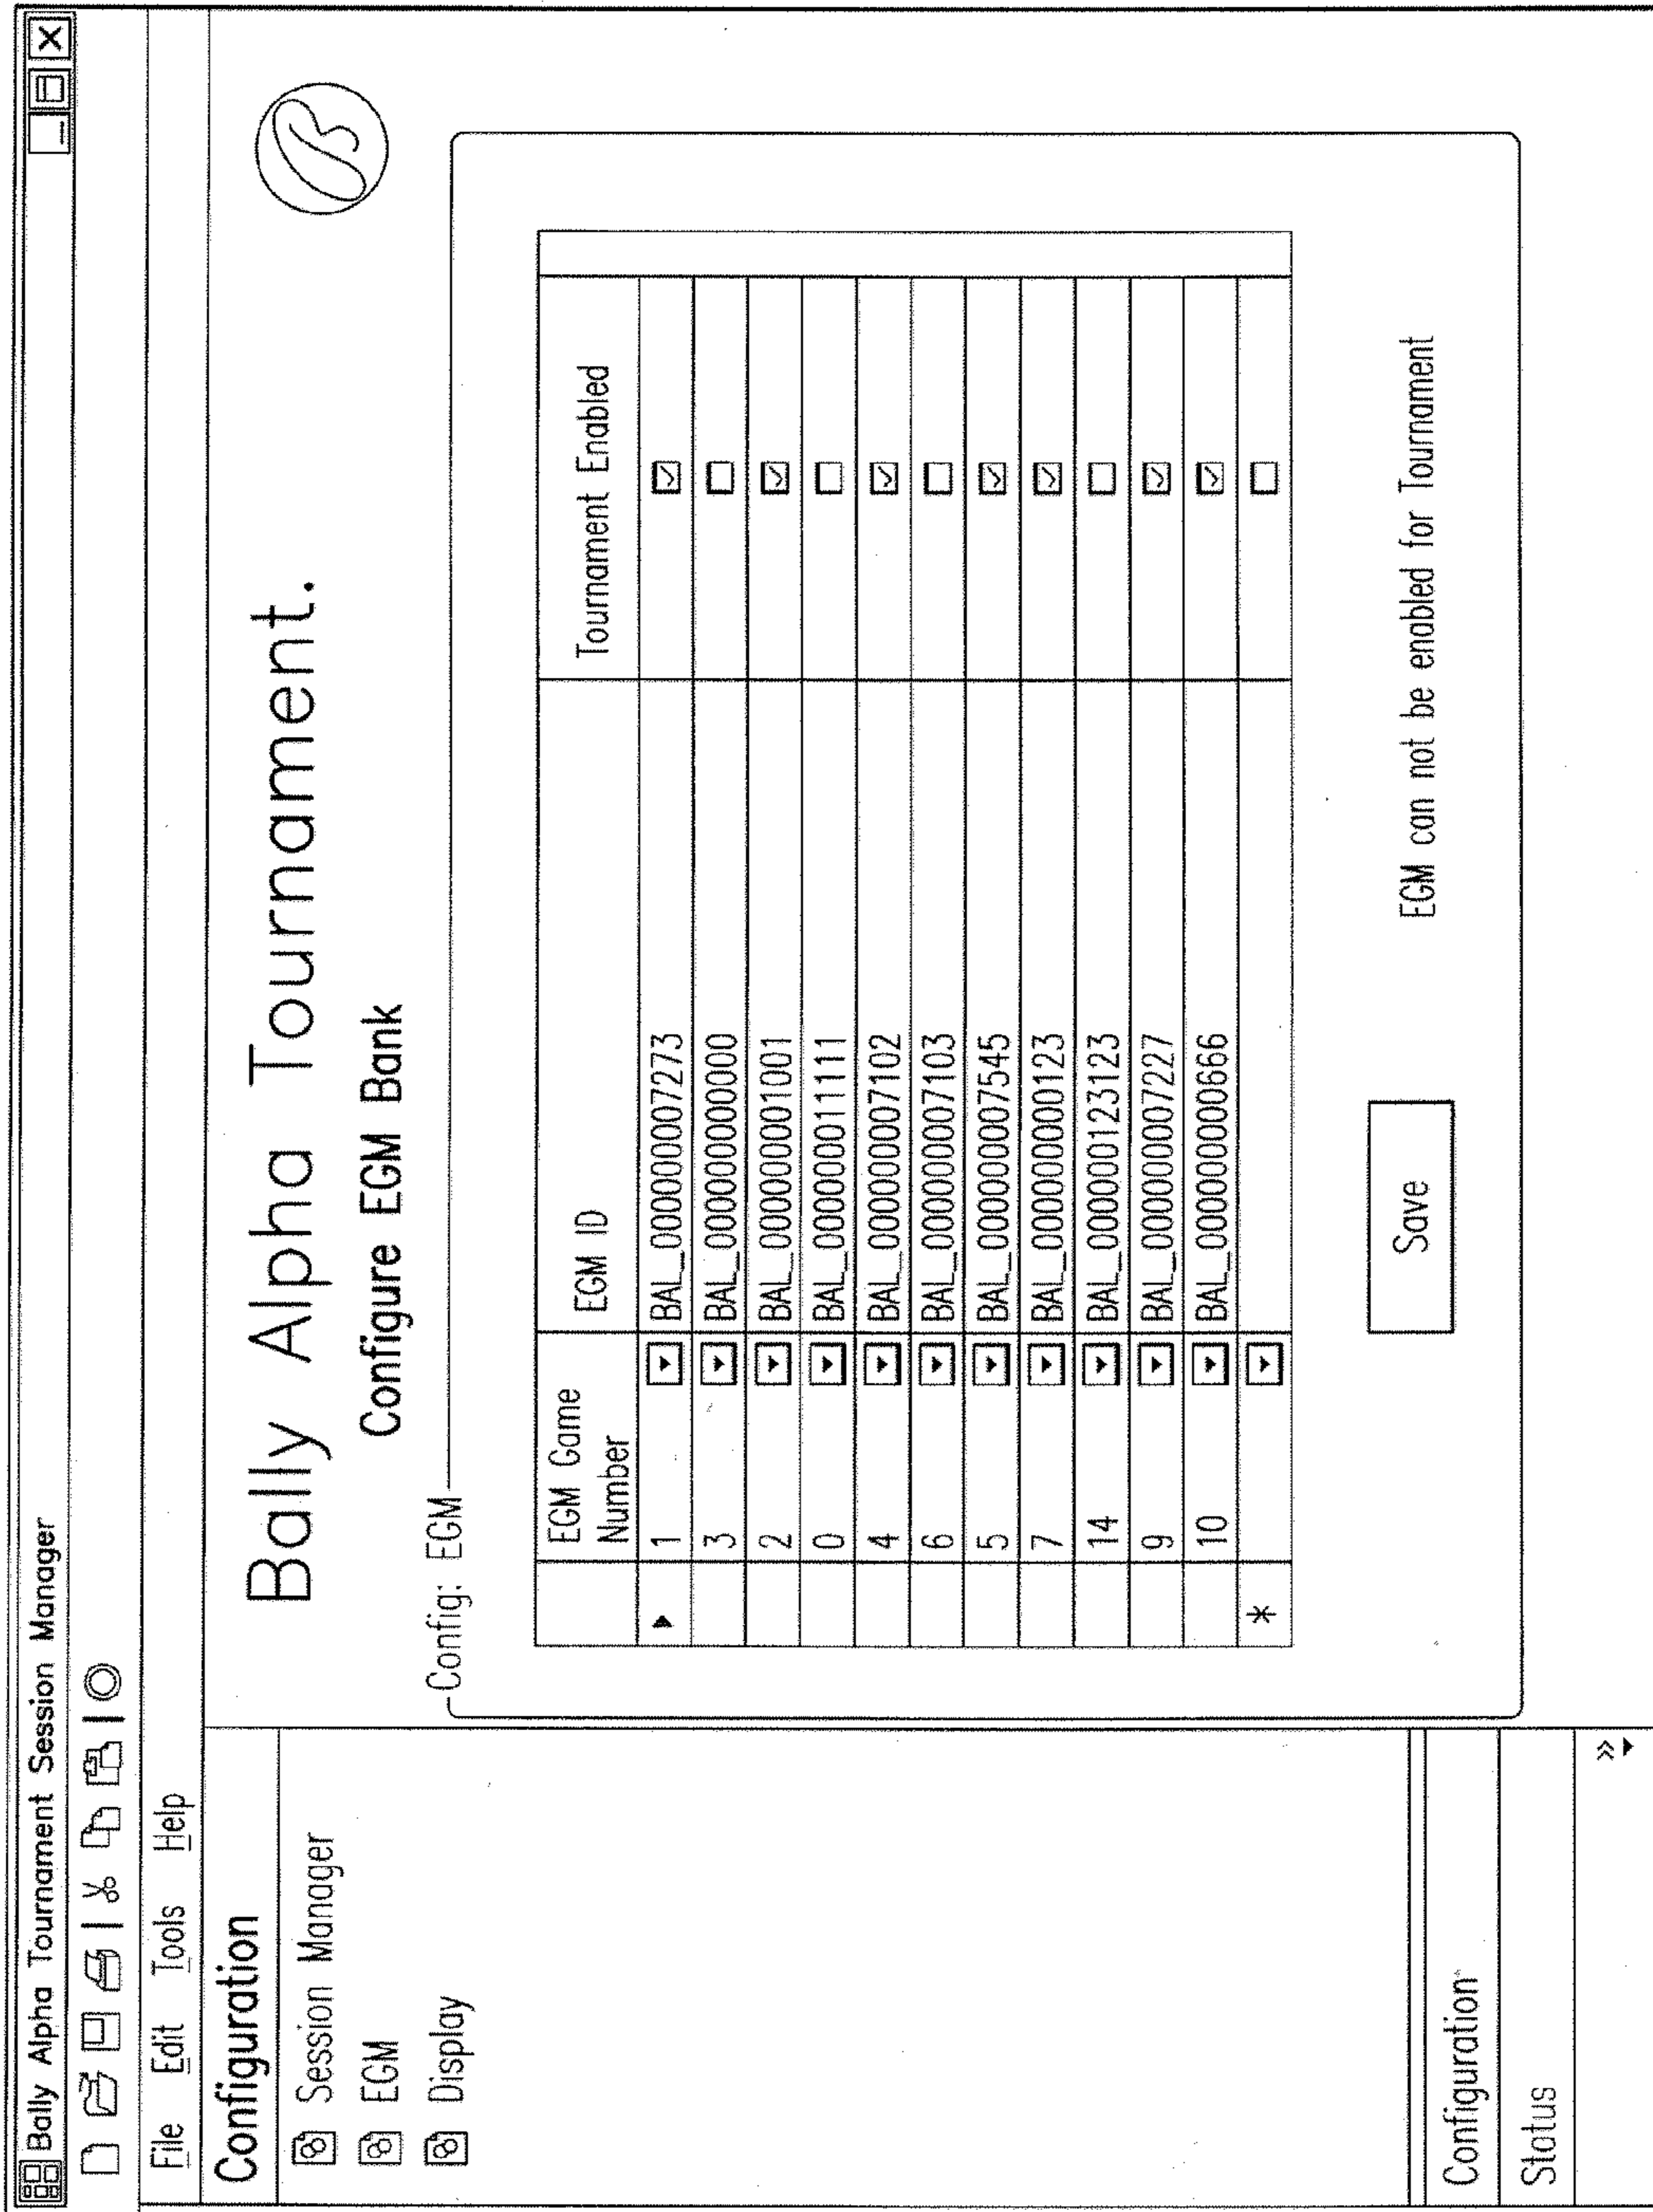 Bally Alpha Tournament Session Manager
File Edit Tools Help
Configuration
Session Manager
EGM
Display
Configuration
Status
Bally Alpha Tournament.
Configure EGM Bank
Config: EGM
EGM Game Number EGM ID Tournament Enabled
1 BAL_000000007273
3 BAL_000000000000
2 BAL_000000001001
0 BAL_000000011111
4 BAL_000000007102
6 BAL_000000007103
5 BAL_000000007545
7 BAL_000000000123
14 BAL_000000123123
9 BAL_000000007227
10 BAL_000000000666
*
Save EGM can not be enabled for Tournament